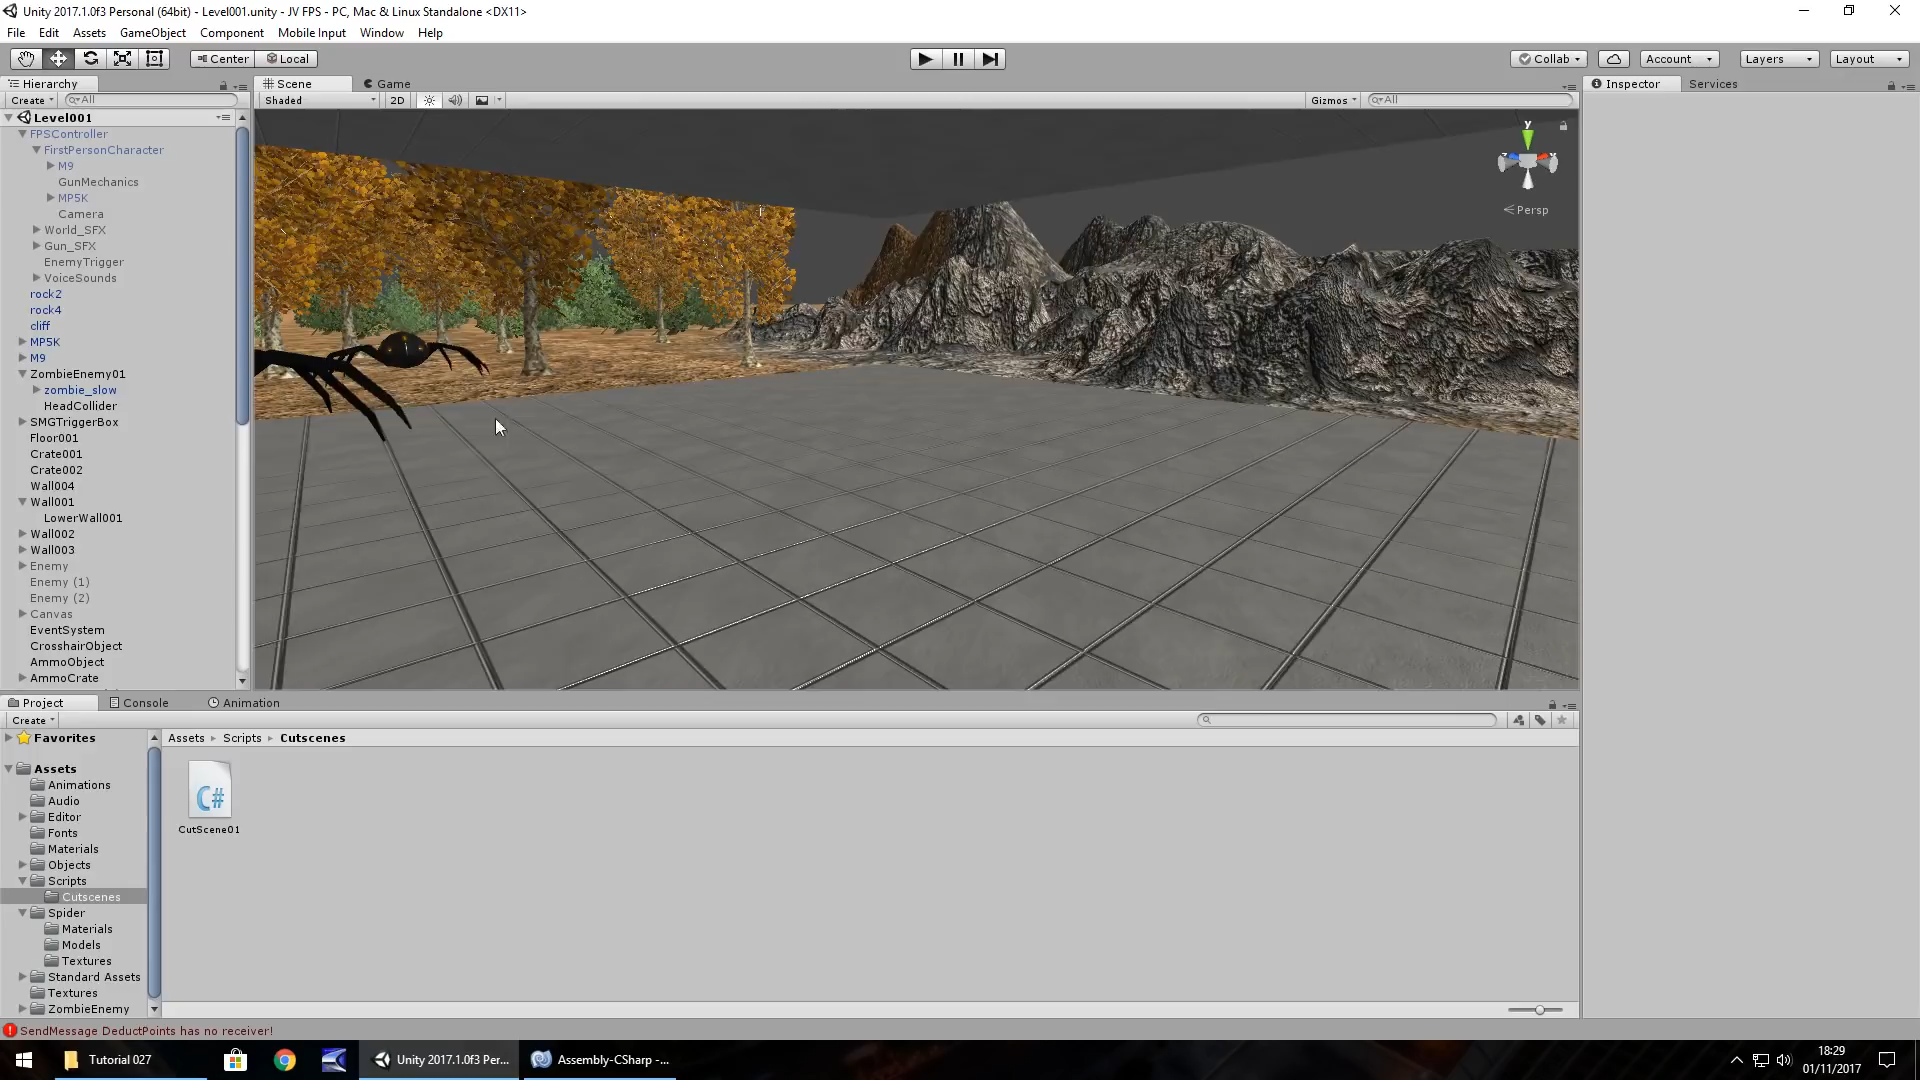 Unity 2017.1.0f3 Personal (64bit) - Level001.unity - JV FPS - PC, Mac & Linux Standalone <DX11>
File Edit Assets GameObject Component Mobile Input Window Help
Center Local Collab Account Layers Layout
Hierarchy
Create All
Level001
FPSController
FirstPersonCharacter
M9
GunMechanics
MP5K
Camera
World_SFX
Gun_SFX
EnemyTrigger
VoiceSounds
rock2
rock4
cliff
MP5K
M9
ZombieEnemy01
zombie_slow
HeadCollider
SMGTriggerBox
Floor001
Crate001
Crate002
Wall004
Wall001
LowerWall001
Wall002
Wall003
Enemy
Enemy (1)
Enemy (2)
Canvas
EventSystem
CrosshairObject
AmmoObject
AmmoCrate
Scene Game
Shaded 2D Gizmos All
y
z x
Persp
Inspector Services
Project Console Animation
Create
Favorites
Assets
Animations
Audio
Editor
Fonts
Materials
Objects
Scripts
Cutscenes
Spider
Materials
Models
Textures
Standard Assets
Textures
ZombieEnemy
Assets Scripts Cutscenes
C#
CutScene01
SendMessage DeductPoints has no receiver!
Tutorial 027 Unity 2017.1.0f3 Per... Assembly-CSharp -...
18:29
01/11/2017